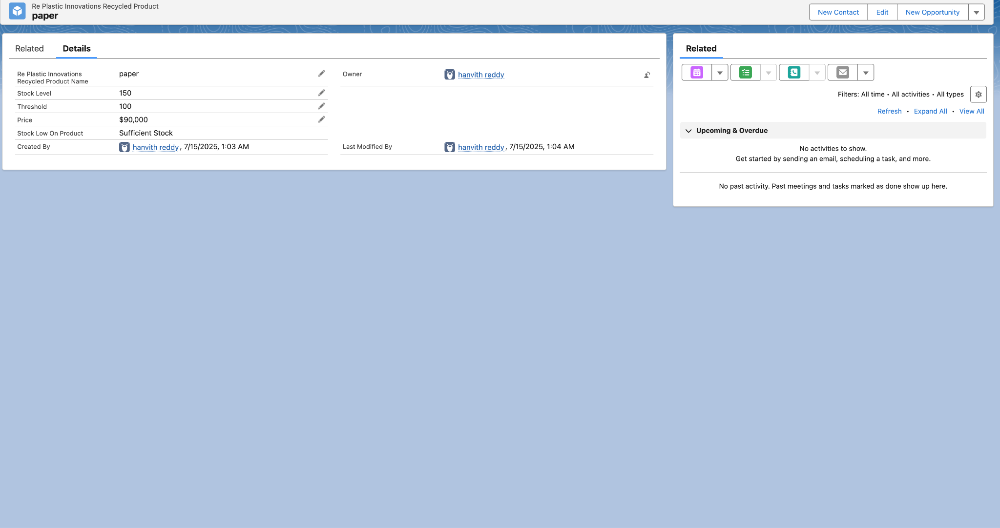 Re Plastic Innovations Recycled Product
paper
New Contact
Edit
New Opportunity
Related
Details
Re Plastic Innovations
Recycled Product Name
paper
Owner
hanvith reddy
Stock Level
150
Threshold
100
Price
$90,000
Stock Low On Product
Sufficient Stock
Created By
hanvith reddy, 7/15/2025, 1:03 AM
Last Modified By
hanvith reddy, 7/15/2025, 1:04 AM
Related
Filters: All time • All activities • All types
Refresh • Expand All • View All
Upcoming & Overdue
No activities to show.
Get started by sending an email, scheduling a task, and more.
No past activity. Past meetings and tasks marked as done show up here.